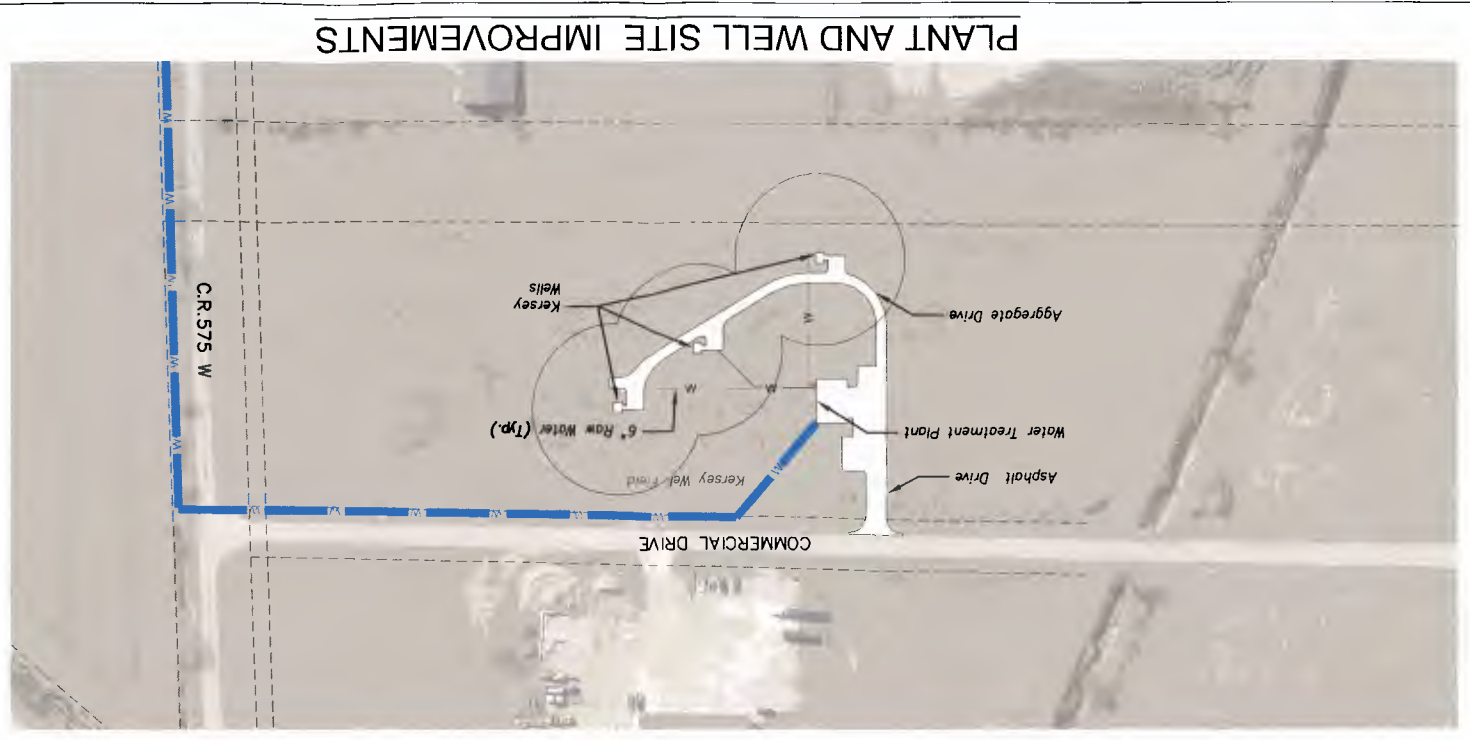 COMMERCIAL DRIVE
W W W W W W
Kersey Wel Field
Asphalt Drive
W
W
Water Treatment Plant
6" Raw Water (Typ.)
W W
W
C.R.575 W
Aggregate Drive
W
Kersey
Wells
W
W
W
PLANT AND WELL SITE IMPROVEMENTS